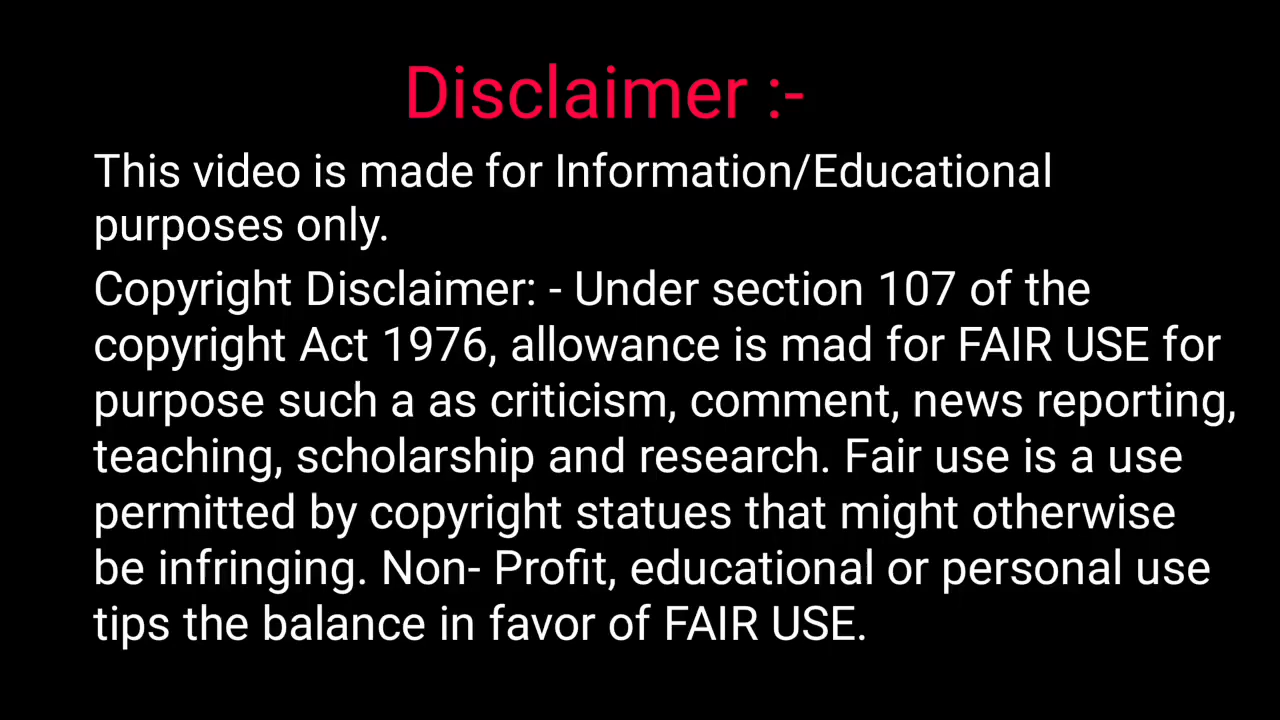 Disclaimer :-
This video is made for Information/Educational
purposes only.
Copyright Disclaimer: - Under section 107 of the
copyright Act 1976, allowance is mad for FAIR USE for
purpose such a as criticism, comment, news reporting,
teaching, scholarship and research. Fair use is a use
permitted by copyright statues that might otherwise
be infringing. Non- Profit, educational or personal use
tips the balance in favor of FAIR USE.